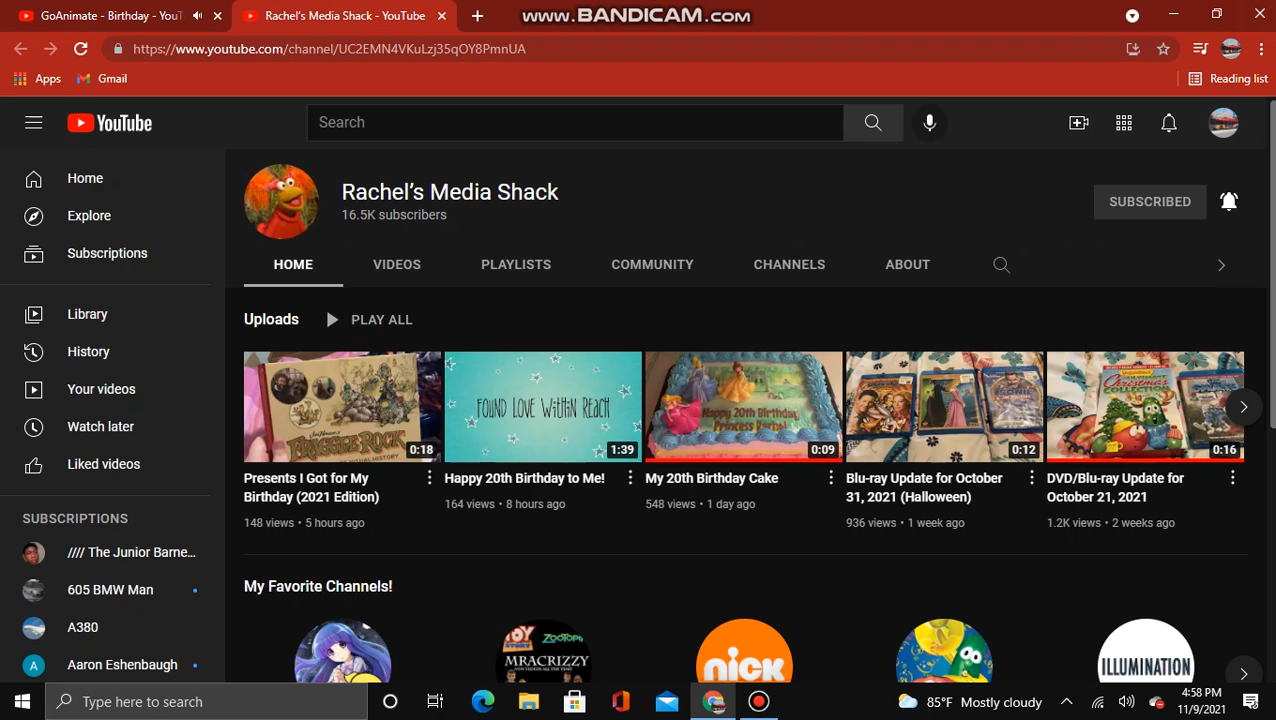 GoAnimate - Birthday - YouT
Rachel's Media Shack - YouTube
www.BANDICAM.com
https://www.youtube.com/channel/UC2EMN4VKuLzj35qOY8PmnUA
Apps
Gmail
Reading list
YouTube
Search
Home
Explore
Subscriptions
Library
History
Your videos
Watch later
Liked videos
SUBSCRIPTIONS
//// The Junior Barne...
605 BMW Man
A380
A
Aaron Eshenbaugh
Rachel's Media Shack
16.5K subscribers
SUBSCRIBED
HOME
VIDEOS
PLAYLISTS
COMMUNITY
CHANNELS
ABOUT
Uploads
PLAY ALL
FRAGGLE ROCK
0:18
Presents I Got for My
Birthday (2021 Edition)
148 views • 5 hours ago
FOUND LOVE WITHIN REACH
1:39
Happy 20th Birthday to Me!
164 views • 8 hours ago
Happy 20th Birthday
Princess Rachel
0:09
My 20th Birthday Cake
548 views • 1 day ago
0:12
Blu-ray Update for October
31, 2021 (Halloween)
936 views • 1 week ago
Christmas
COLLECTION
0:16
DVD/Blu-ray Update for
October 21, 2021
1.2K views • 2 weeks ago
My Favorite Channels!
TOY
STORY
ZOOTOPIA
MRACRIZZY
nick
ILLUMINATION
Type here to search
85°F Mostly cloudy
4:58 PM
11/9/2021